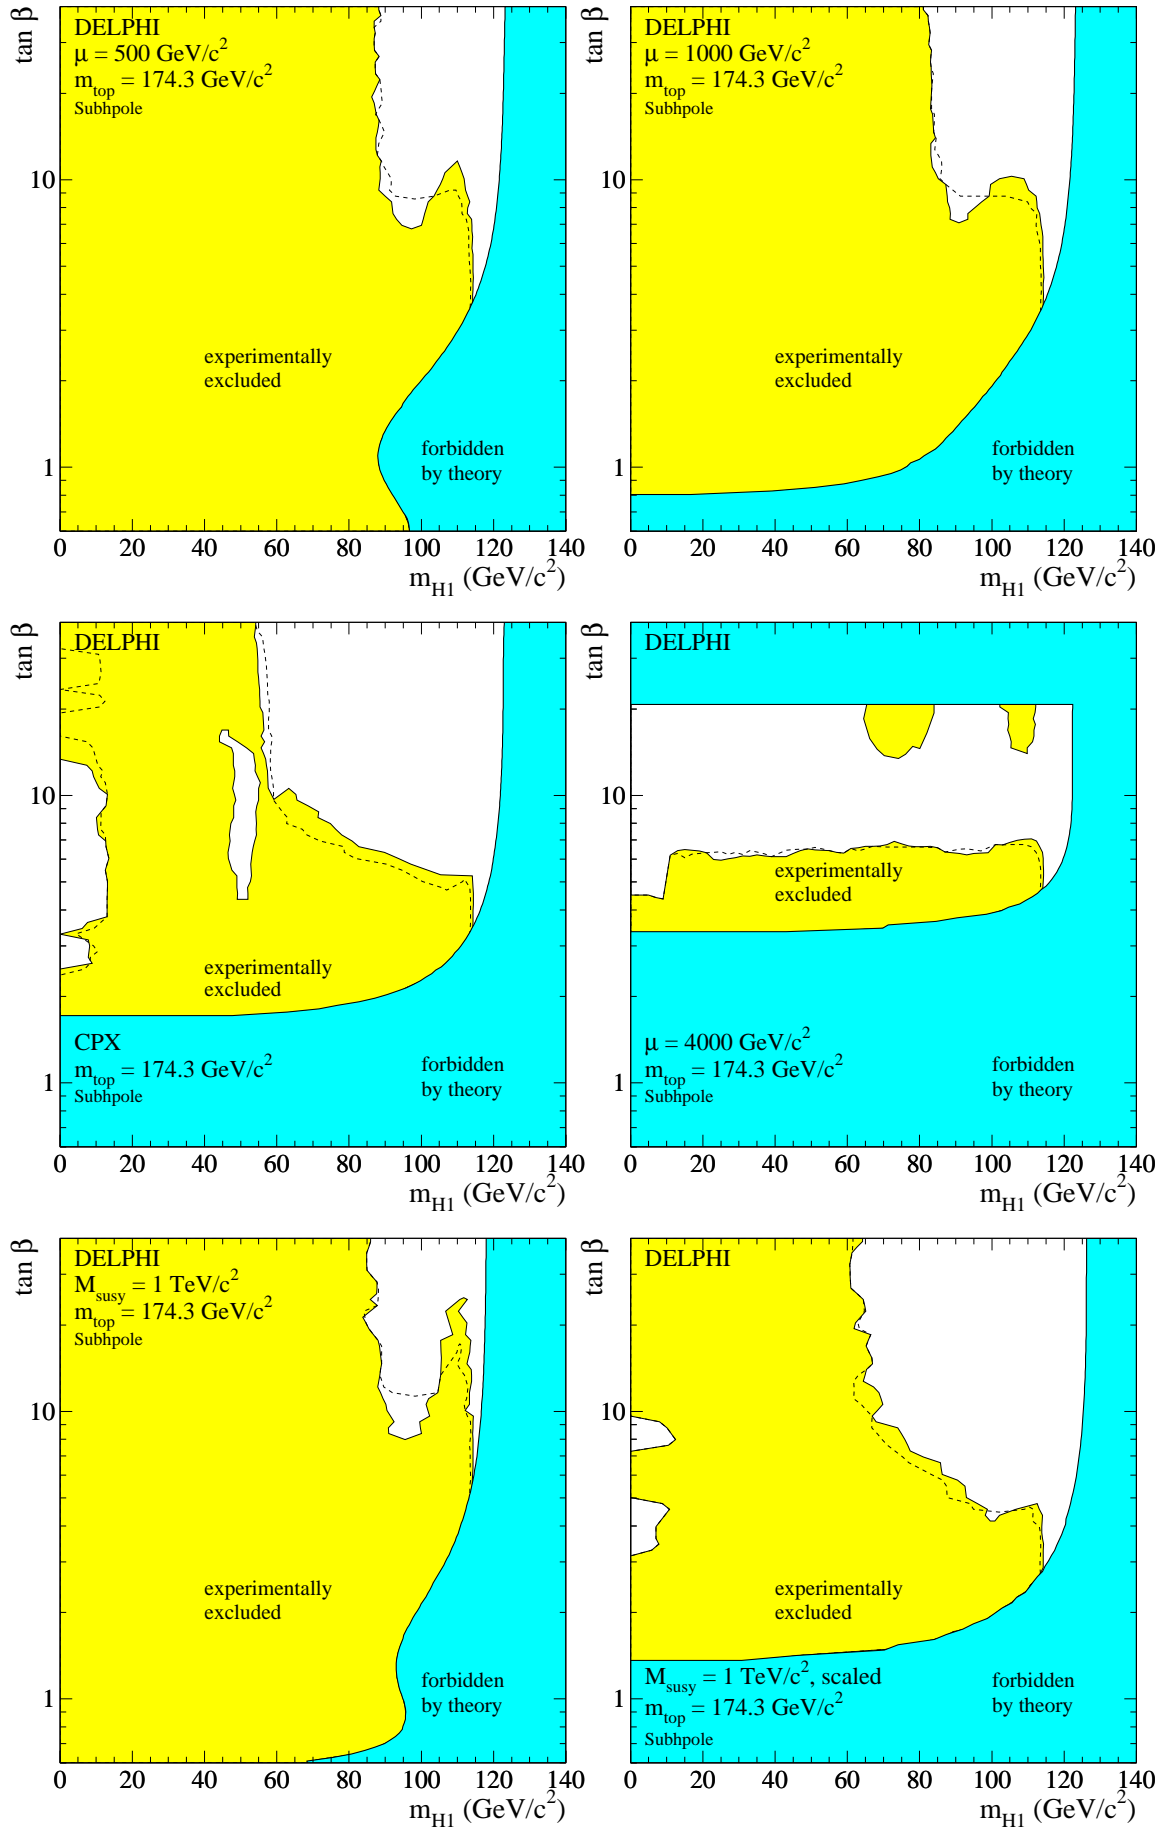 tan β
DELPHI
μ = 500 GeV/c²
m_top = 174.3 GeV/c²
Subhpole
10
1
experimentally
excluded
forbidden
by theory
0 20 40 60 80 100 120 140
m_H1 (GeV/c²)
tan β
DELPHI
μ = 1000 GeV/c²
m_top = 174.3 GeV/c²
Subhpole
10
1
experimentally
excluded
forbidden
by theory
0 20 40 60 80 100 120 140
m_H1 (GeV/c²)
tan β
DELPHI
10
1
experimentally
excluded
CPX
m_top = 174.3 GeV/c²
Subhpole
forbidden
by theory
0 20 40 60 80 100 120 140
m_H1 (GeV/c²)
tan β
DELPHI
10
1
experimentally
excluded
μ = 4000 GeV/c²
m_top = 174.3 GeV/c²
Subhpole
forbidden
by theory
0 20 40 60 80 100 120 140
m_H1 (GeV/c²)
tan β
DELPHI
M_susy = 1 TeV/c²
m_top = 174.3 GeV/c²
Subhpole
10
1
experimentally
excluded
forbidden
by theory
0 20 40 60 80 100 120 140
m_H1 (GeV/c²)
tan β
DELPHI
10
1
experimentally
excluded
M_susy = 1 TeV/c², scaled
m_top = 174.3 GeV/c²
Subhpole
forbidden
by theory
0 20 40 60 80 100 120 140
m_H1 (GeV/c²)